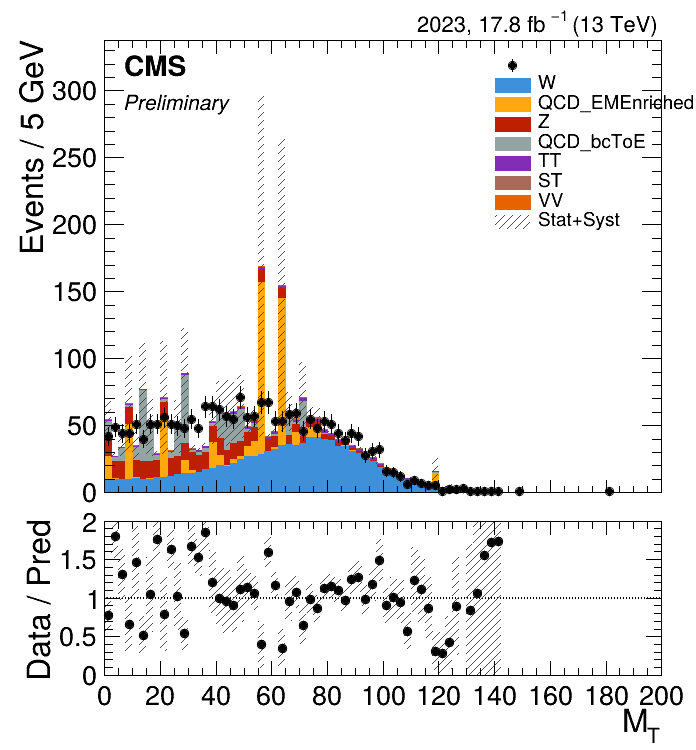 2023, 17.8 fb⁻¹ (13 TeV)
Events / 5 GeV
CMS
Preliminary
W
QCD_EMEnriched
Z
QCD_bcToE
TT
ST
VV
Stat+Syst
300
250
200
150
100
50
0
Data / Pred
2
1.5
1
0.5
0
0 20 40 60 80 100 120 140 160 180 200
M_T